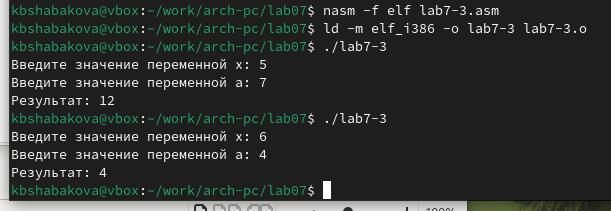 kbshabakova@vbox:~/work/arch-pc/lab07$ nasm -f elf lab7-3.asm
kbshabakova@vbox:~/work/arch-pc/lab07$ ld -m elf_i386 -o lab7-3 lab7-3.o
kbshabakova@vbox:~/work/arch-pc/lab07$ ./lab7-3
Введите значение переменной x: 5
Введите значение переменной a: 7
Результат: 12
kbshabakova@vbox:~/work/arch-pc/lab07$ ./lab7-3
Введите значение переменной x: 6
Введите значение переменной a: 4
Результат: 4
kbshabakova@vbox:~/work/arch-pc/lab07$
100%